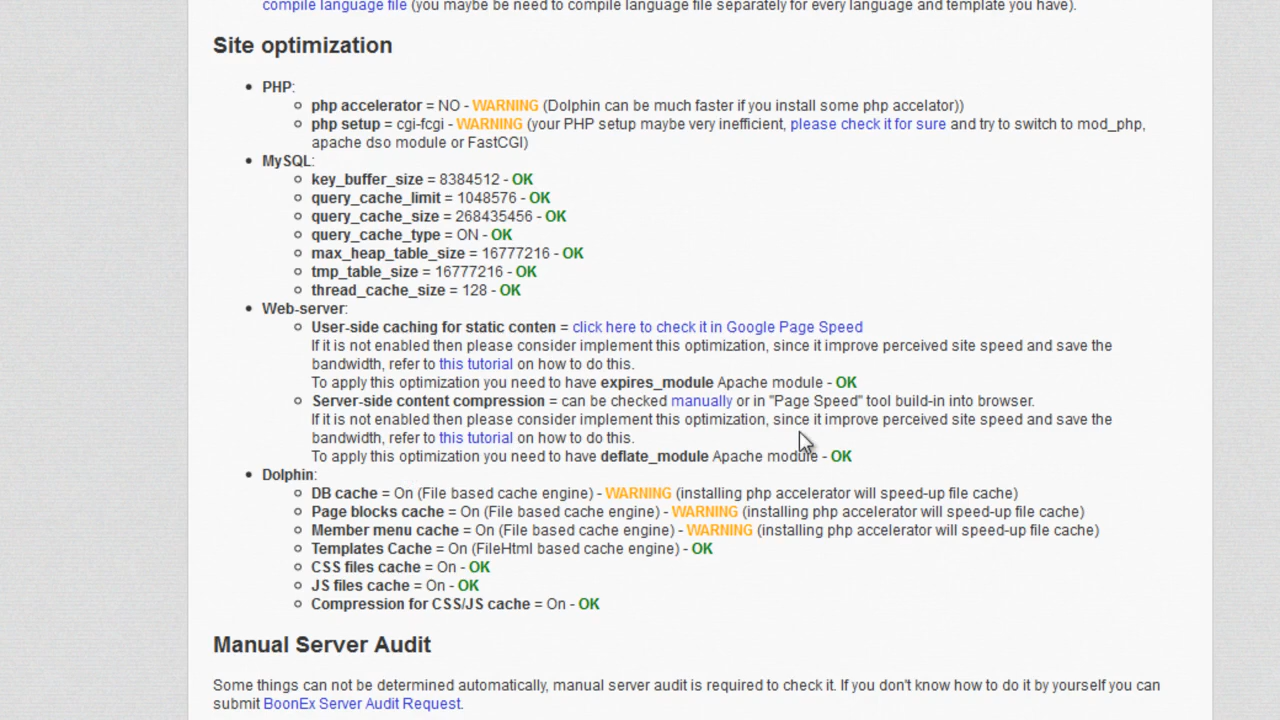 compile language file (you maybe be need to compile language file separately for every language and template you have).
Site optimization
PHP:
php accelerator = NO - WARNING (Dolphin can be much faster if you install some php accelator))
php setup = cgi-fcgi - WARNING (your PHP setup maybe very inefficient, please check it for sure and try to switch to mod_php,
apache dso module or FastCGI)
MySQL:
key_buffer_size = 8384512 - OK
query_cache_limit = 1048576 - OK
query_cache_size = 268435456 - OK
query_cache_type = ON - OK
max_heap_table_size = 16777216 - OK
tmp_table_size = 16777216 - OK
thread_cache_size = 128 - OK
Web-server:
User-side caching for static conten = click here to check it in Google Page Speed
If it is not enabled then please consider implement this optimization, since it improve perceived site speed and save the
bandwidth, refer to this tutorial on how to do this.
To apply this optimization you need to have expires_module Apache module - OK
Server-side content compression = can be checked manually or in "Page Speed" tool build-in into browser.
If it is not enabled then please consider implement this optimization, since it improve perceived site speed and save the
bandwidth, refer to this tutorial on how to do this.
To apply this optimization you need to have deflate_module Apache module - OK
Dolphin:
DB cache = On (File based cache engine) - WARNING (installing php accelerator will speed-up file cache)
Page blocks cache = On (File based cache engine) - WARNING (installing php accelerator will speed-up file cache)
Member menu cache = On (File based cache engine) - WARNING (installing php accelerator will speed-up file cache)
Templates Cache = On (FileHtml based cache engine) - OK
CSS files cache = On - OK
JS files cache = On - OK
Compression for CSS/JS cache = On - OK
Manual Server Audit
Some things can not be determined automatically, manual server audit is required to check it. If you don't know how to do it by yourself you can
submit BoonEx Server Audit Request.